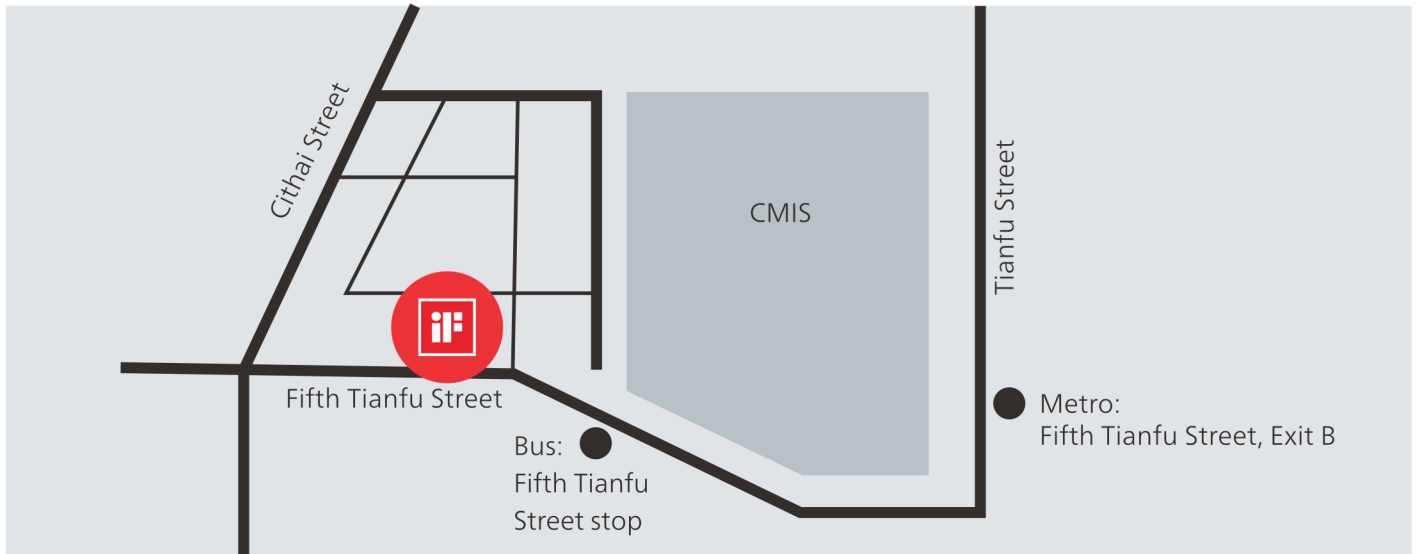 Cithai Street
CMIS
Tianfu Street
iF
Fifth Tianfu Street
Metro:
Fifth Tianfu Street, Exit B
Bus:
Fifth Tianfu
Street stop